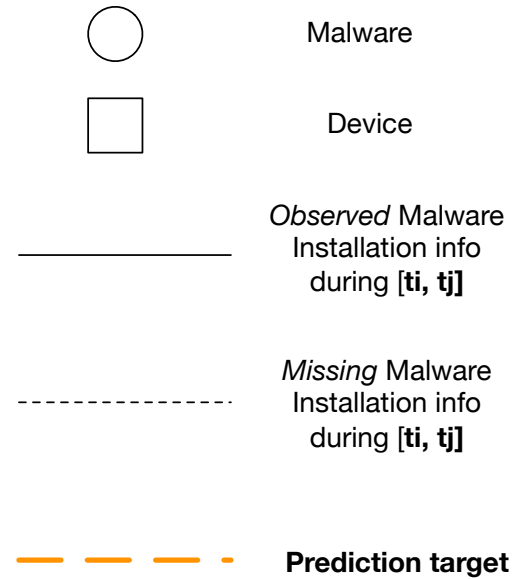 Malware
Device
Observed Malware
Installation info
during [ti, tj]
Missing Malware
Installation info
during [ti, tj]
Prediction target